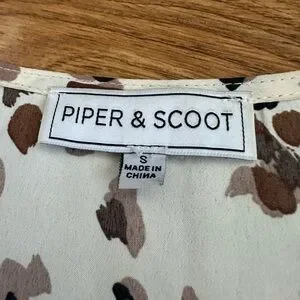 PIPER & SCOOT
S
MADE IN
CHINA